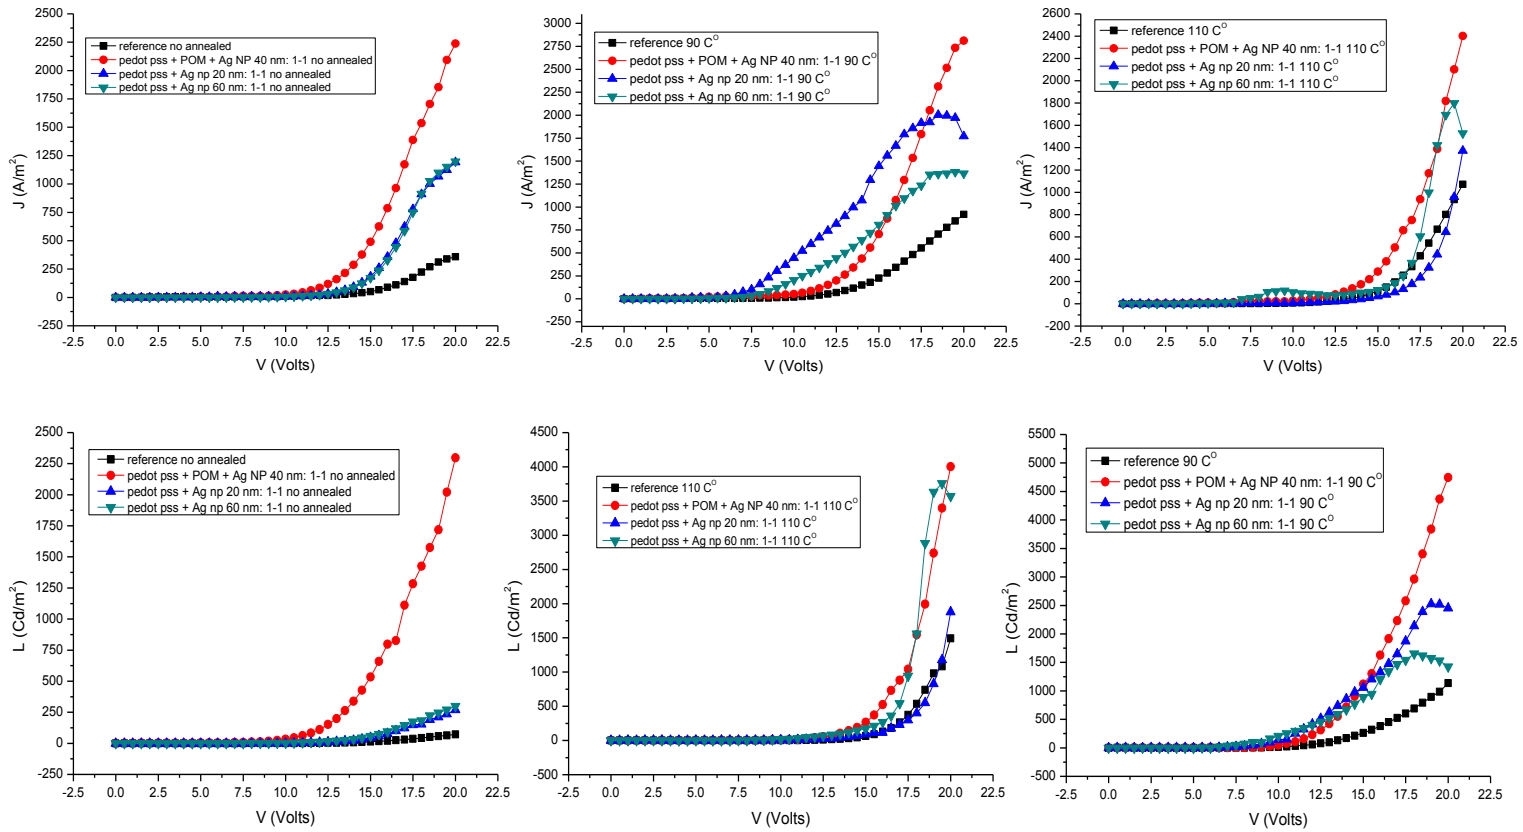 2500
2250
2000
1750
1500
1250
1000
750
500
250
0
-250
J (A/m²)
reference no annealed
pedot pss + POM + Ag NP 40 nm: 1-1 no annealed
pedot pss + Ag np 20 nm: 1-1 no annealed
pedot pss + Ag np 60 nm: 1-1 no annealed
-2.5 0.0 2.5 5.0 7.5 10.0 12.5 15.0 17.5 20.0 22.5
V (Volts)
3000
2750
2500
2250
2000
1750
1500
1250
1000
750
500
250
0
-250
J (A/m²)
reference 90 C^O
pedot pss + POM + Ag NP 40 nm: 1-1 90 C^O
pedot pss + Ag np 20 nm: 1-1 90 C^O
pedot pss + Ag np 60 nm: 1-1 90 C^O
-2.5 0.0 2.5 5.0 7.5 10.0 12.5 15.0 17.5 20.0 22.5
V (Volts)
2600
2400
2200
2000
1800
1600
1400
1200
1000
800
600
400
200
0
-200
J (A/m²)
reference 110 C^O
pedot pss + POM + Ag NP 40 nm: 1-1 110 C^O
pedot pss + Ag np 20 nm: 1-1 110 C^O
pedot pss + Ag np 60 nm: 1-1 110 C^O
-2.5 0.0 2.5 5.0 7.5 10.0 12.5 15.0 17.5 20.0 22.5
V (Volts)
2500
2250
2000
1750
1500
1250
1000
750
500
250
0
-250
L (Cd/m²)
reference no annealed
pedot pss + POM + Ag NP 40 nm: 1-1 no annealed
pedot pss + Ag np 20 nm: 1-1 no annealed
pedot pss + Ag np 60 nm: 1-1 no annealed
-2.5 0.0 2.5 5.0 7.5 10.0 12.5 15.0 17.5 20.0 22.5
V (Volts)
4500
4000
3500
3000
2500
2000
1500
1000
500
0
-500
L (Cd/m²)
reference 110 C^O
pedot pss + POM + Ag NP 40 nm: 1-1 110 C^O
pedot pss + Ag np 20 nm: 1-1 110 C^O
pedot pss + Ag np 60 nm: 1-1 110 C^O
-2.5 0.0 2.5 5.0 7.5 10.0 12.5 15.0 17.5 20.0 22.5
V (Volts)
5500
5000
4500
4000
3500
3000
2500
2000
1500
1000
500
0
-500
L (Cd/m²)
reference 90 C^O
pedot pss + POM + Ag NP 40 nm: 1-1 90 C^O
pedot pss + Ag np 20 nm: 1-1 90 C^O
pedot pss + Ag np 60 nm: 1-1 90 C^O
-2.5 0.0 2.5 5.0 7.5 10.0 12.5 15.0 17.5 20.0 22.5
V (Volts)